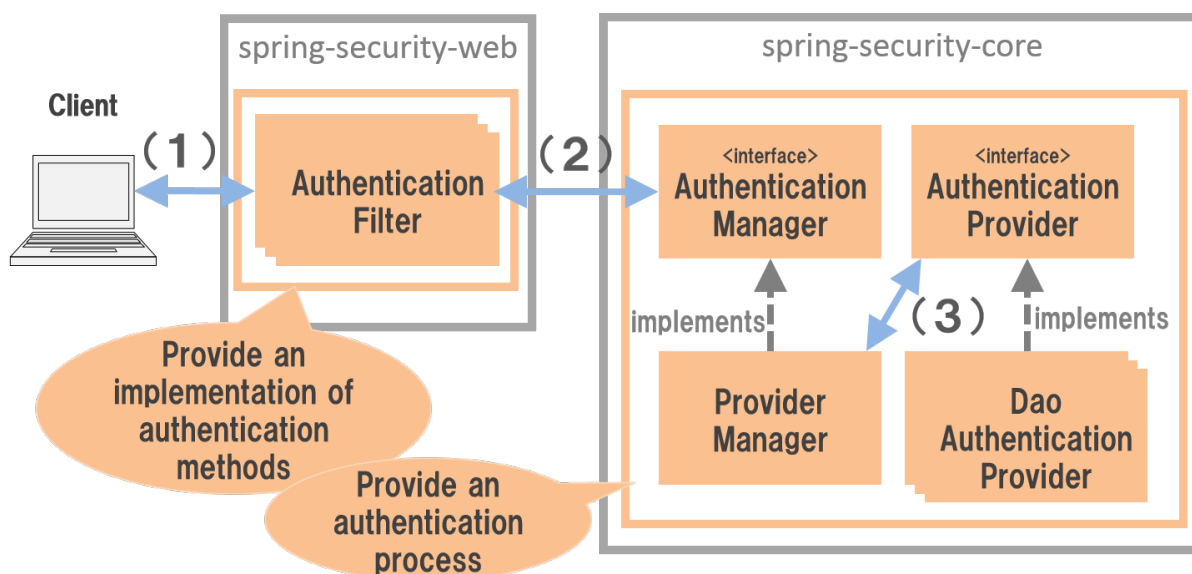 spring-security-web
spring-security-core
Client
(1)
(2)
Authentication
Filter
<interface>
Authentication
Manager
<interface>
Authentication
Provider
implements
(3)
implements
Provide an
implementation of
authentication
methods
Provider
Manager
Dao
Authentication
Provider
Provide an
authentication
process